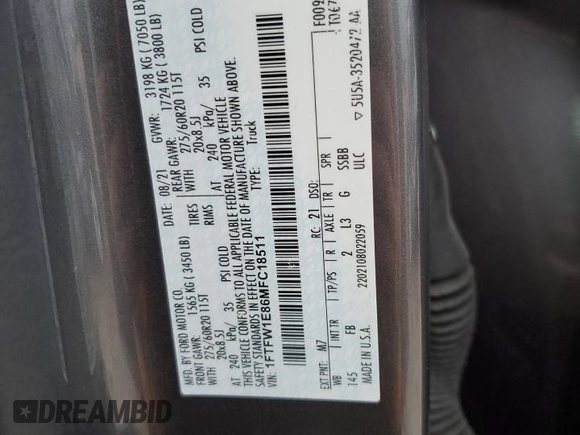 MFD. BY FORD MOTOR CO.
DATE: 08/21 GVWR: 3198 KG ( 7050 LB)
FRONT GAWR: 1565 KG ( 3450 LB) REAR GAWR: 1724 KG ( 3800 LB)
275/60R20 115T TIRES WITH 275/60R20 115T
20x8.5J RIMS 20x8.5J
AT 240 kPa/ 35 PSI COLD AT 240 kPa/ 35 PSI COLD
THIS VEHICLE CONFORMS TO ALL APPLICABLE FEDERAL MOTOR VEHICLE
SAFETY STANDARDS IN EFFECT ON THE DATE OF MANUFACTURE SHOWN ABOVE.
VIN: 1FTFW1E86MFC18511 Truck
F009
T0E7
EXT PNT: M7 RC: 21 DSO:
WB INT TR TP/PS R AXLE TR SPR
145 FB 2 L3 G SSBB
MADE IN U.S.A. 2202108022059 ULC
▽ 5U5A-3520472 AA
DREAMBID